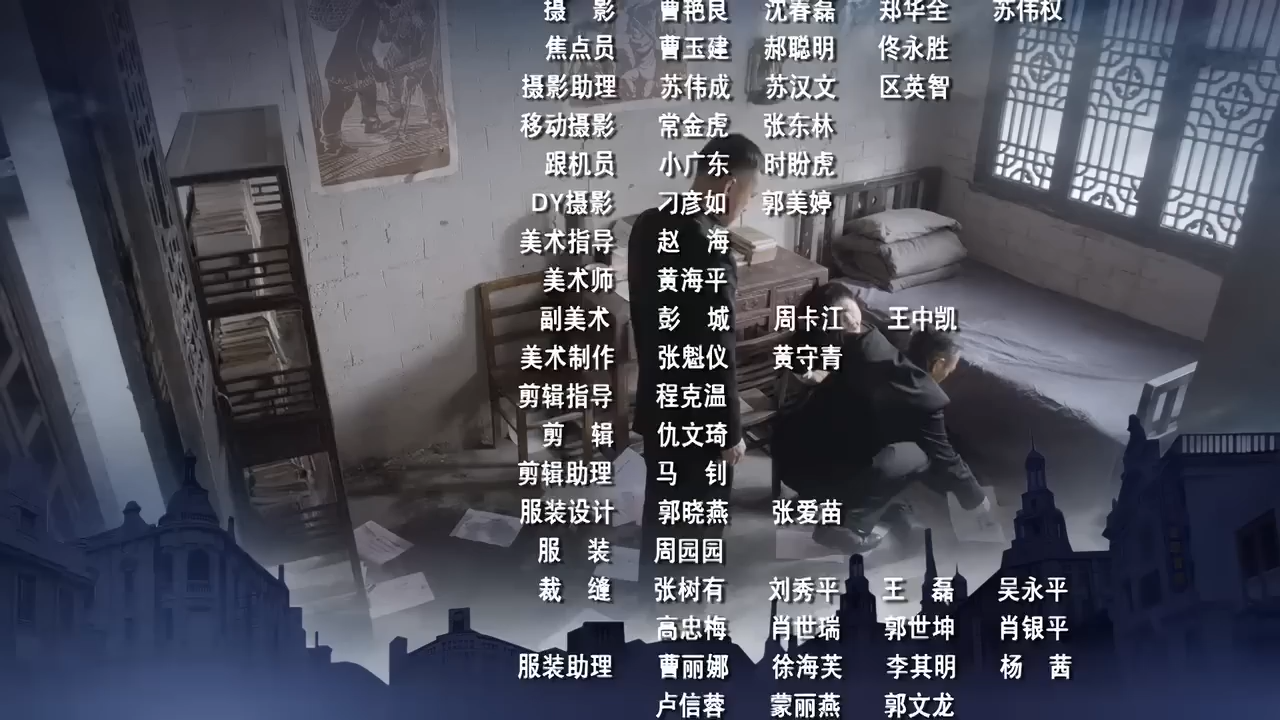 摄 影 曹艳良 沈春磊 郑华全 苏伟权
焦点员 曹玉建 郝聪明 佟永胜
摄影助理 苏伟成 苏汉文 区英智
移动摄影 常金虎 张东林
跟机员 小广东 时盼虎
DY摄影 刁彦如 郭美婷
美术指导 赵 海
美术师 黄海平
副美术 彭 城 周卡江 王中凯
美术制作 张魁仪 黄守青
剪辑指导 程克温
剪 辑 仇文琦
剪辑助理 马 钊
服装设计 郭晓燕 张爱苗
服 装 周园园
裁 缝 张树有 刘秀平 王 磊 吴永平
高忠梅 肖世瑞 郭世坤 肖银平
服装助理 曹丽娜 徐海芙 李其明 杨 茜
卢信蓉 蒙丽燕 郭文龙